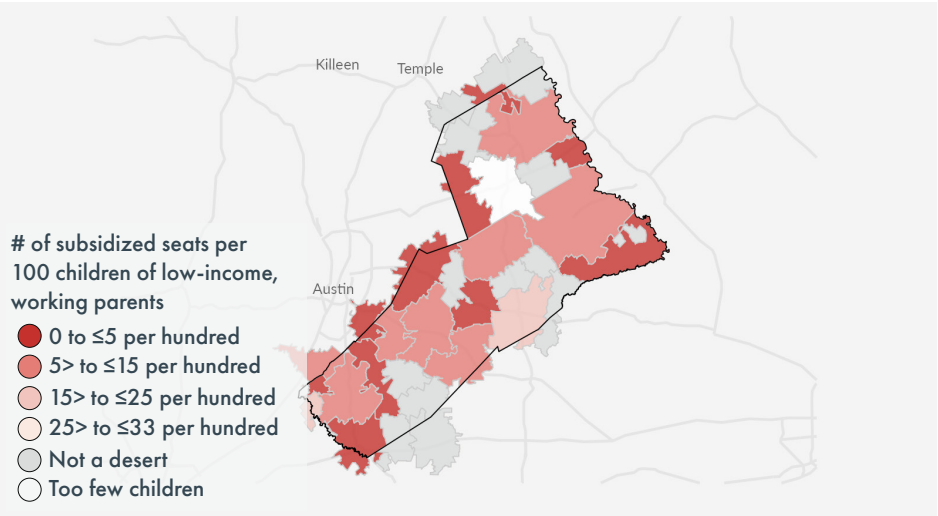 Killeen
Temple
Austin
# of subsidized seats per
100 children of low-income,
working parents
0 to ≤5 per hundred
5> to ≤15 per hundred
15> to ≤25 per hundred
25> to ≤33 per hundred
Not a desert
Too few children